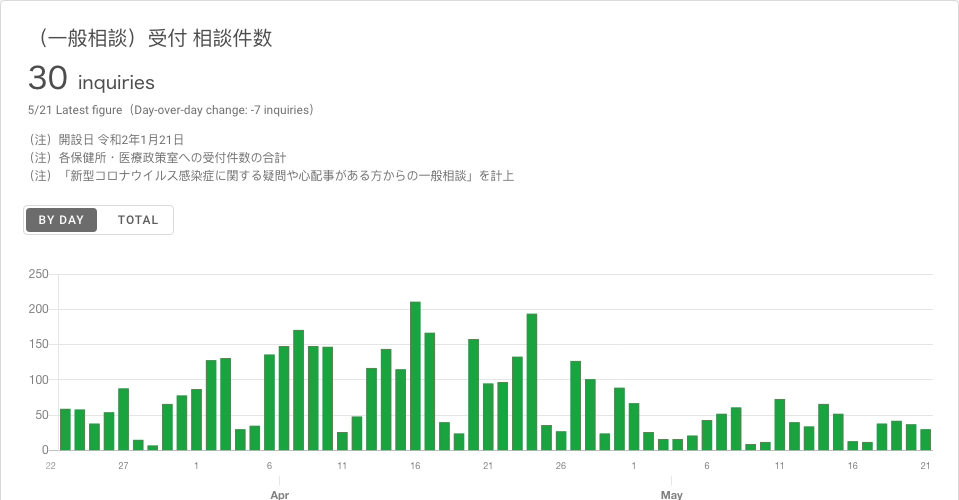 （一般相談）受付 相談件数
30 inquiries
5/21 Latest figure（Day-over-day change: -7 inquiries）
（注）開設日 令和2年1月21日
（注）各保健所・医療政策室への受付件数の合計
（注）「新型コロナウイルス感染症に関する疑問や心配事がある方からの一般相談」を計上
BY DAY TOTAL
250
200
150
100
50
0
22 27 1 6 11 16 21 26 1 6 11 16 21
Apr May